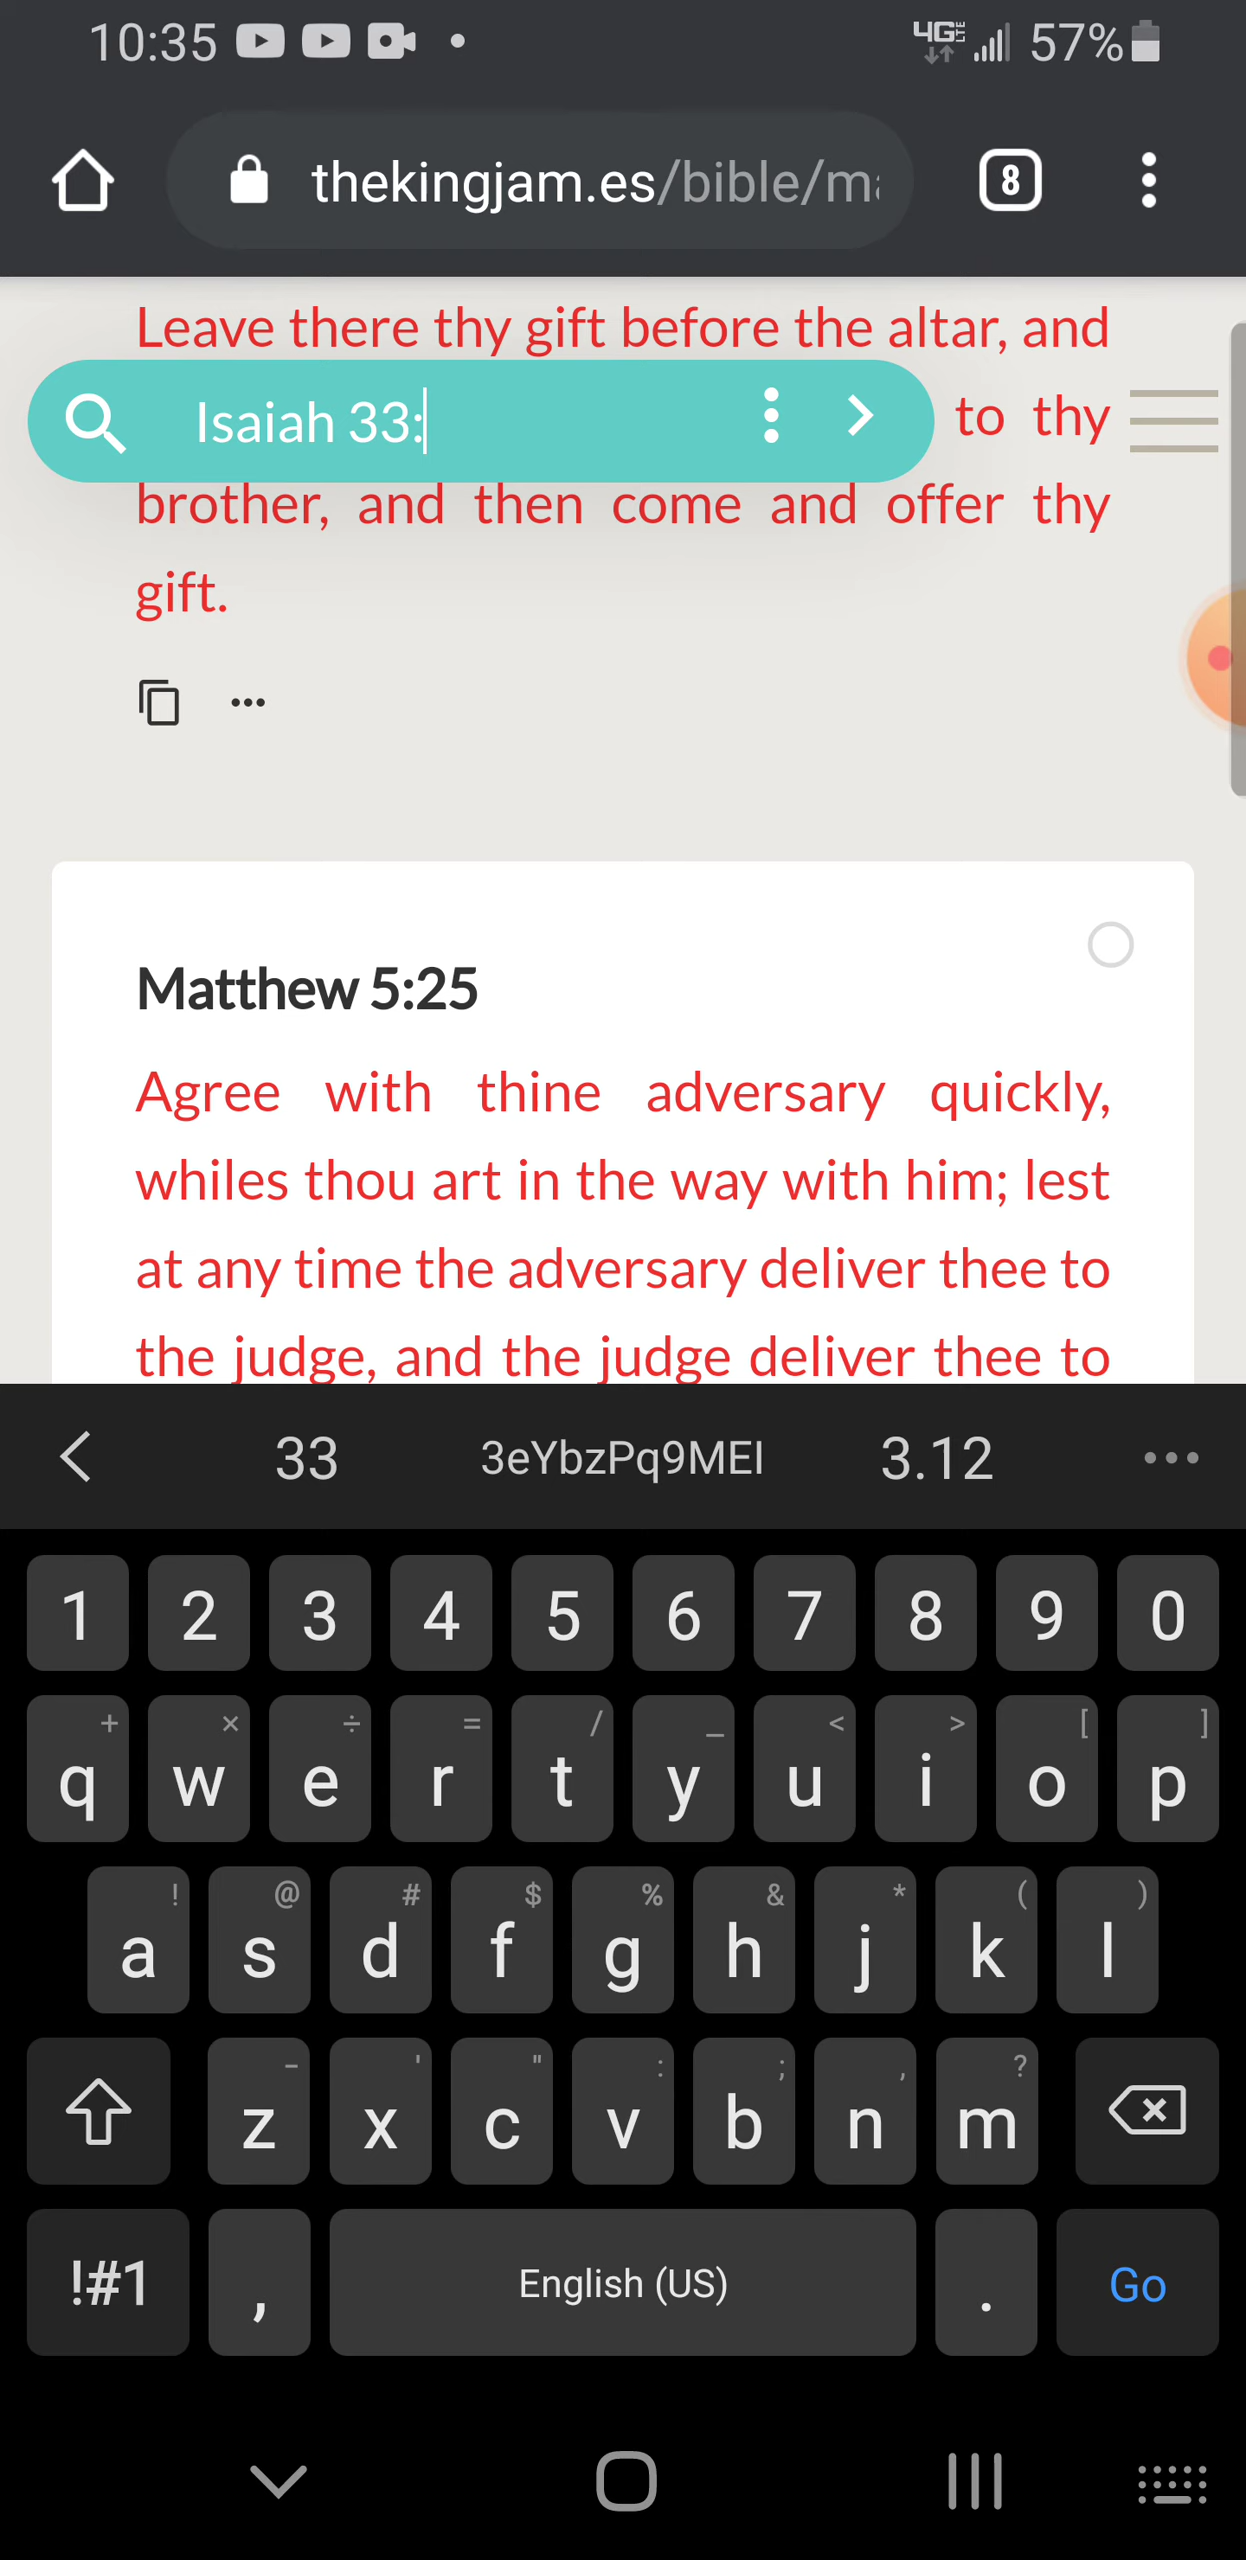 10:35 4G LTE 57%
thekingjam.es/bible/ma
8
Leave there thy gift before the altar, and
Isaiah 33:
to thy
brother, and then come and offer thy
gift.
Matthew 5:25
Agree with thine adversary quickly,
whiles thou art in the way with him; lest
at any time the adversary deliver thee to
the judge, and the judge deliver thee to
33 3eYbzPq9MEI 3.12
1 2 3 4 5 6 7 8 9 0
+ × ÷ = / _ < > [ ]
q w e r t y u i o p
! @ # $ % & * ( )
a s d f g h j k l
- ' " : ; , ?
z x c v b n m
!#1 , English (US) . Go